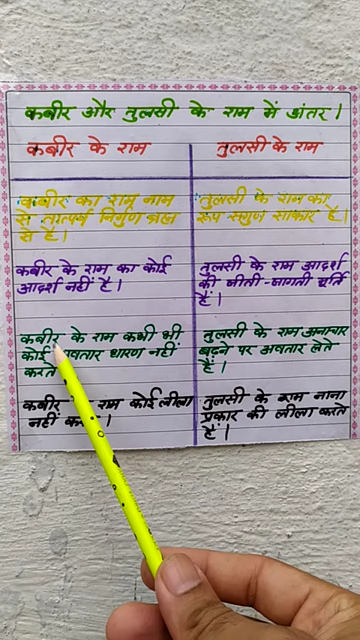 कबीर और तुलसी के राम में अंतर।
कबीर के राम
तुलसी के राम
कबीर का राम नाम
से तात्पर्य निर्गुण ब्रह्म
से है।
तुलसी के राम का
रूप सगुण साकार है।
कबीर के राम का कोई
आदर्श नहीं है।
तुलसी के राम आदर्श
की जीती-जागती मूर्ति
हैं।
कबीर के राम कभी भी
कोई अवतार धारण नहीं
करते
तुलसी के राम अनाचार
बढ़ने पर अवतार लेते
हैं।
कबीर राम कोई लीला
नहीं
तुलसी के राम नाना
प्रकार की लीला करते
हैं।